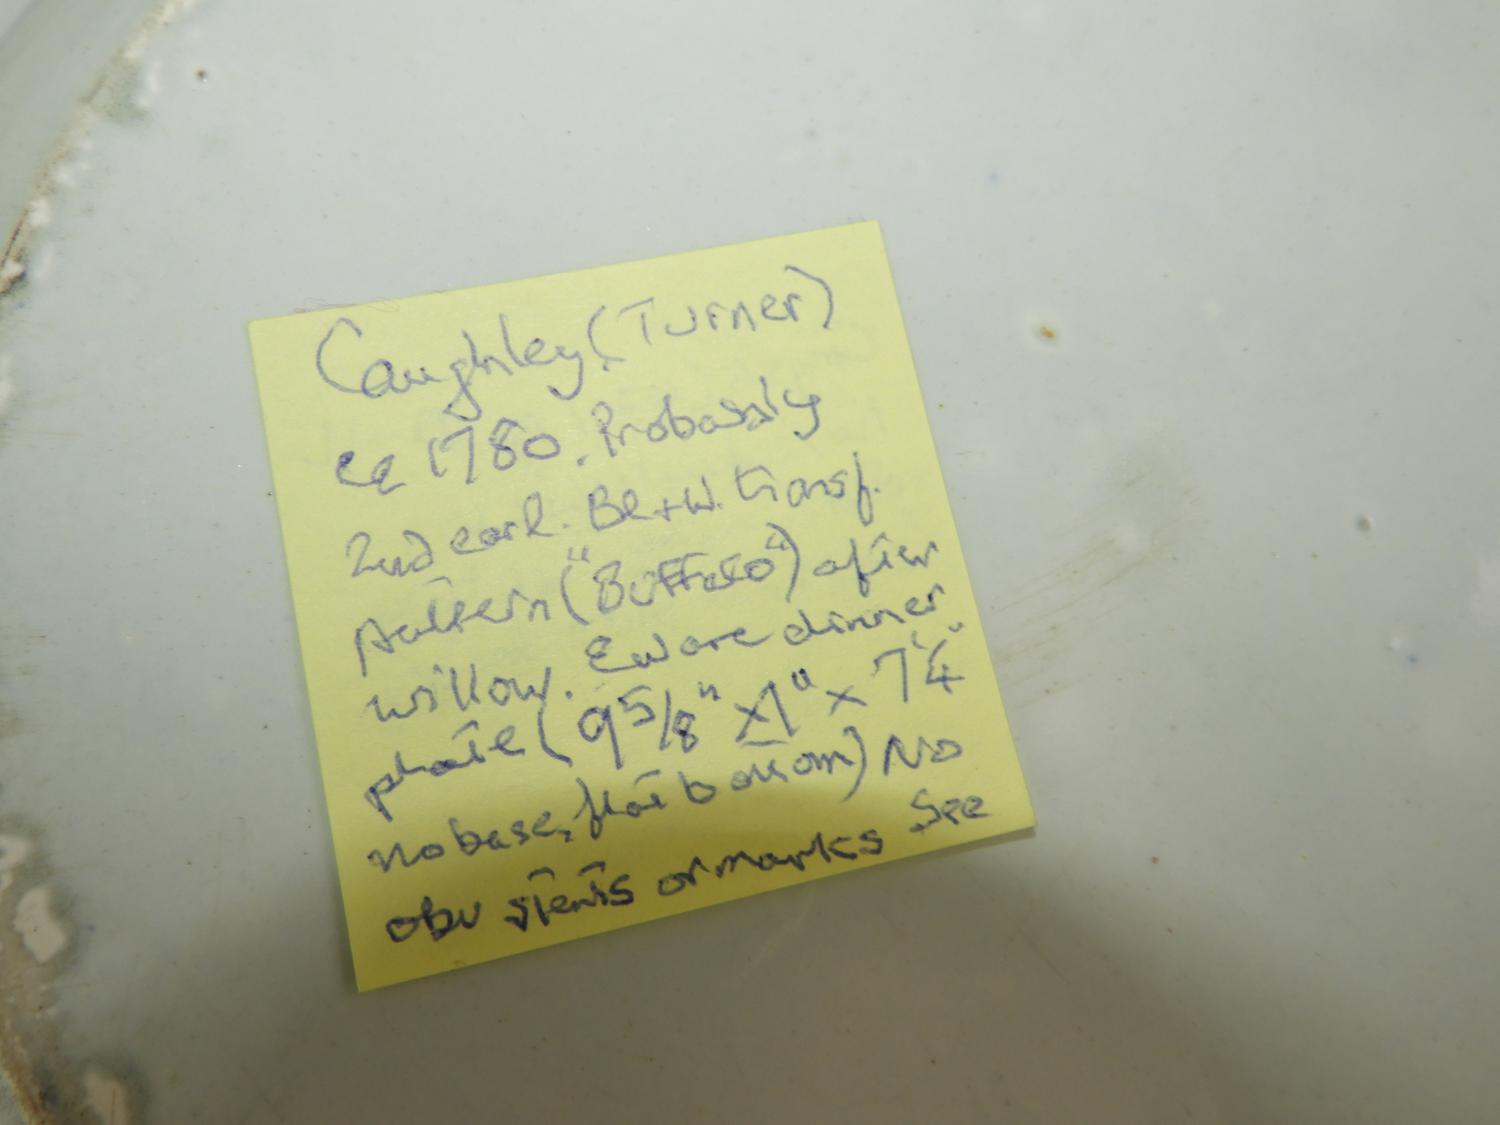 Caughley (Turner)
ca 1780. Probably
2nd earl. Bl + W. transf.
pattern ("Buffalo") after
willow. Eware dinner
plate (9 5/8" x 1" x 7 1/4"
no base, flat bottom) No
obv stents or marks See